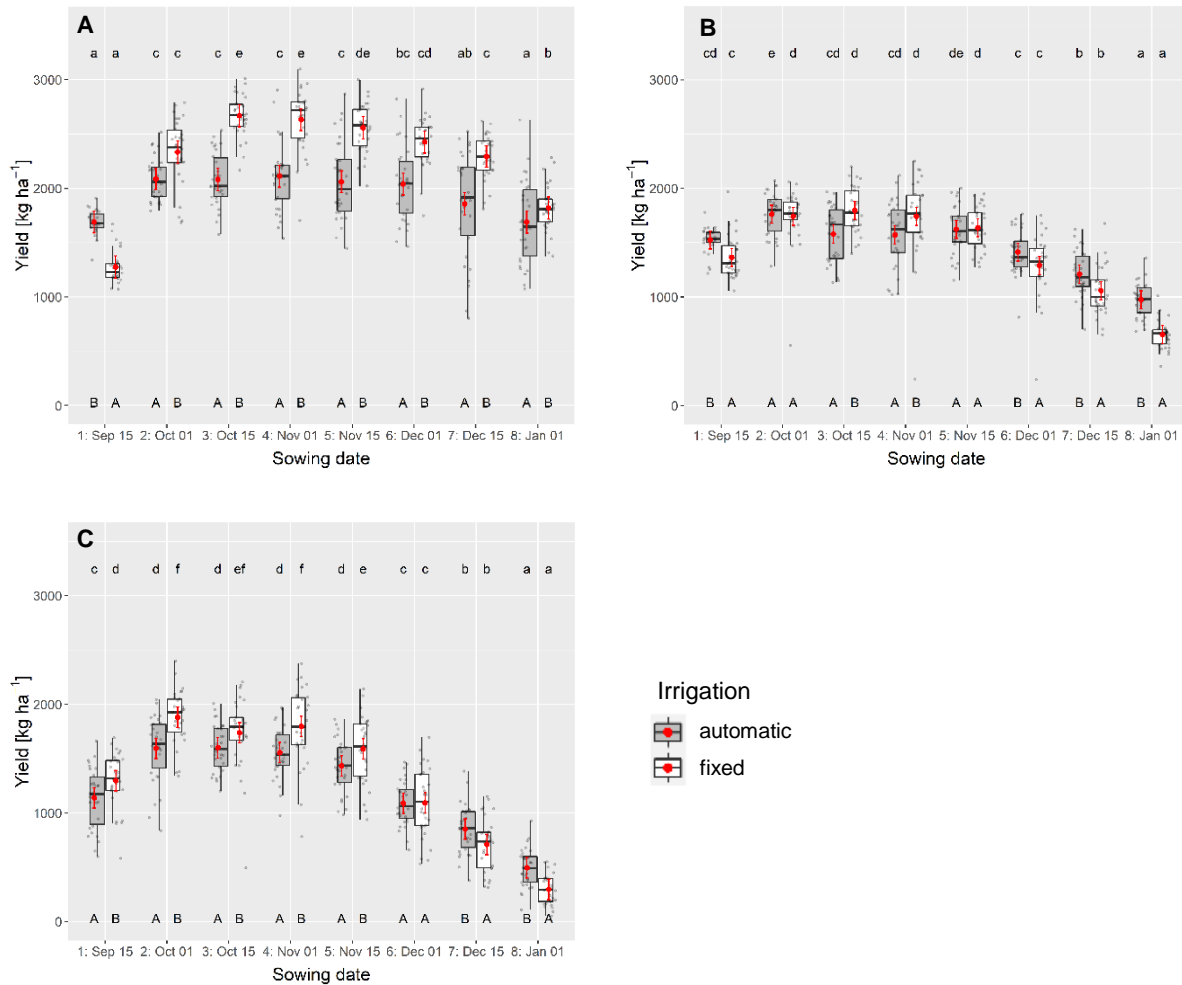 A
a a c c c e c e c de bc cd ab c a b
3000
2000
1000
0
Yield [kg ha⁻¹]
B A A B A B A B A B A B A B A B
1: Sep 15 2: Oct 01 3: Oct 15 4: Nov 01 5: Nov 15 6: Dec 01 7: Dec 15 8: Jan 01
Sowing date
B
cd c e d cd d cd d de d c c b b a a
3000
2000
1000
0
Yield [kg ha⁻¹]
B A A A A B A B A A B A B A B A
1: Sep 15 2: Oct 01 3: Oct 15 4: Nov 01 5: Nov 15 6: Dec 01 7: Dec 15 8: Jan 01
Sowing date
C
c d d f d ef d f d e c c b b a a
3000
2000
1000
0
Yield [kg ha ¹]
A B A B A B A B A B A A B A B A
1: Sep 15 2: Oct 01 3: Oct 15 4: Nov 01 5: Nov 15 6: Dec 01 7: Dec 15 8: Jan 01
Sowing date
Irrigation
automatic
fixed